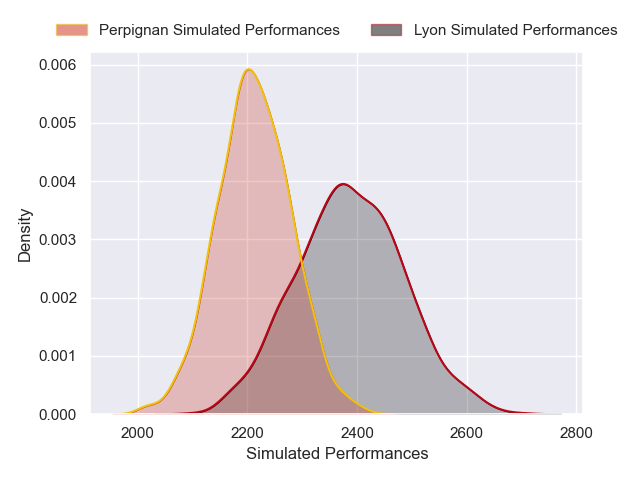 Perpignan Simulated Performances Lyon Simulated Performances
0.006
0.005
0.004
0.003
0.002
0.001
0.000
Density
2000 2200 2400 2600 2800
Simulated Performances